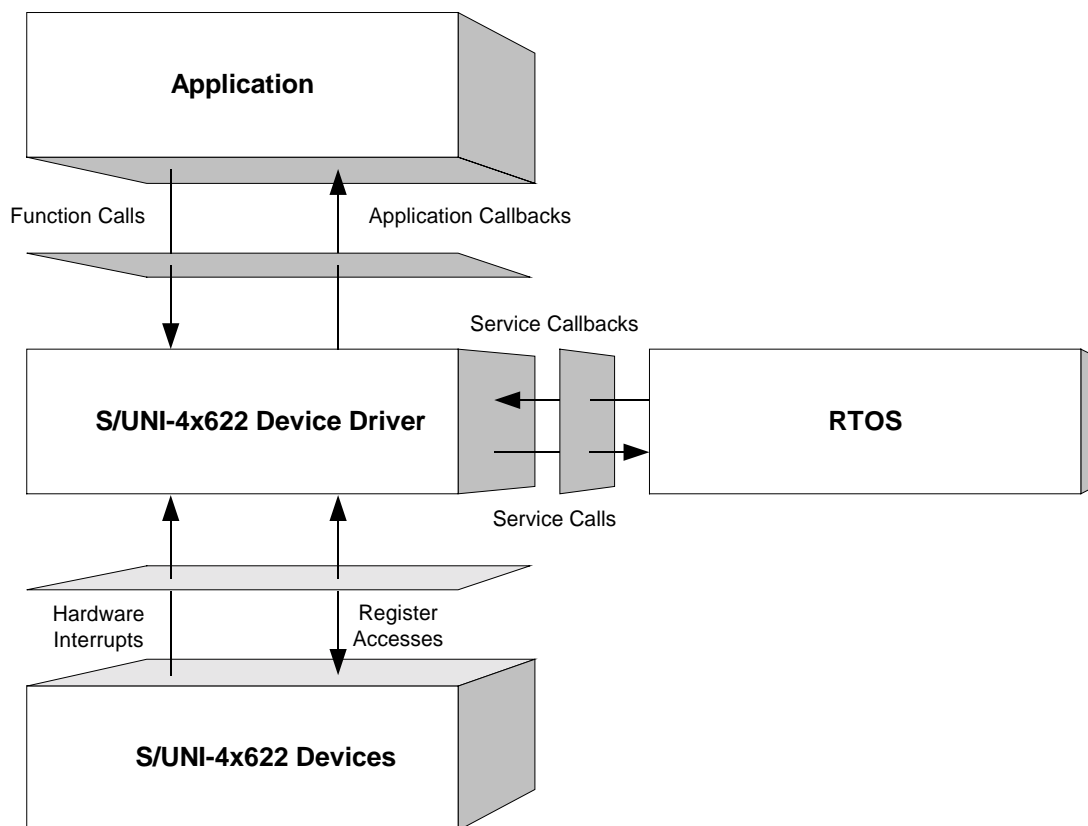 Application
Function Calls
Application Callbacks
Service Callbacks
S/UNI-4x622 Device Driver
RTOS
Service Calls
Hardware
Interrupts
Register
Accesses
S/UNI-4x622 Devices